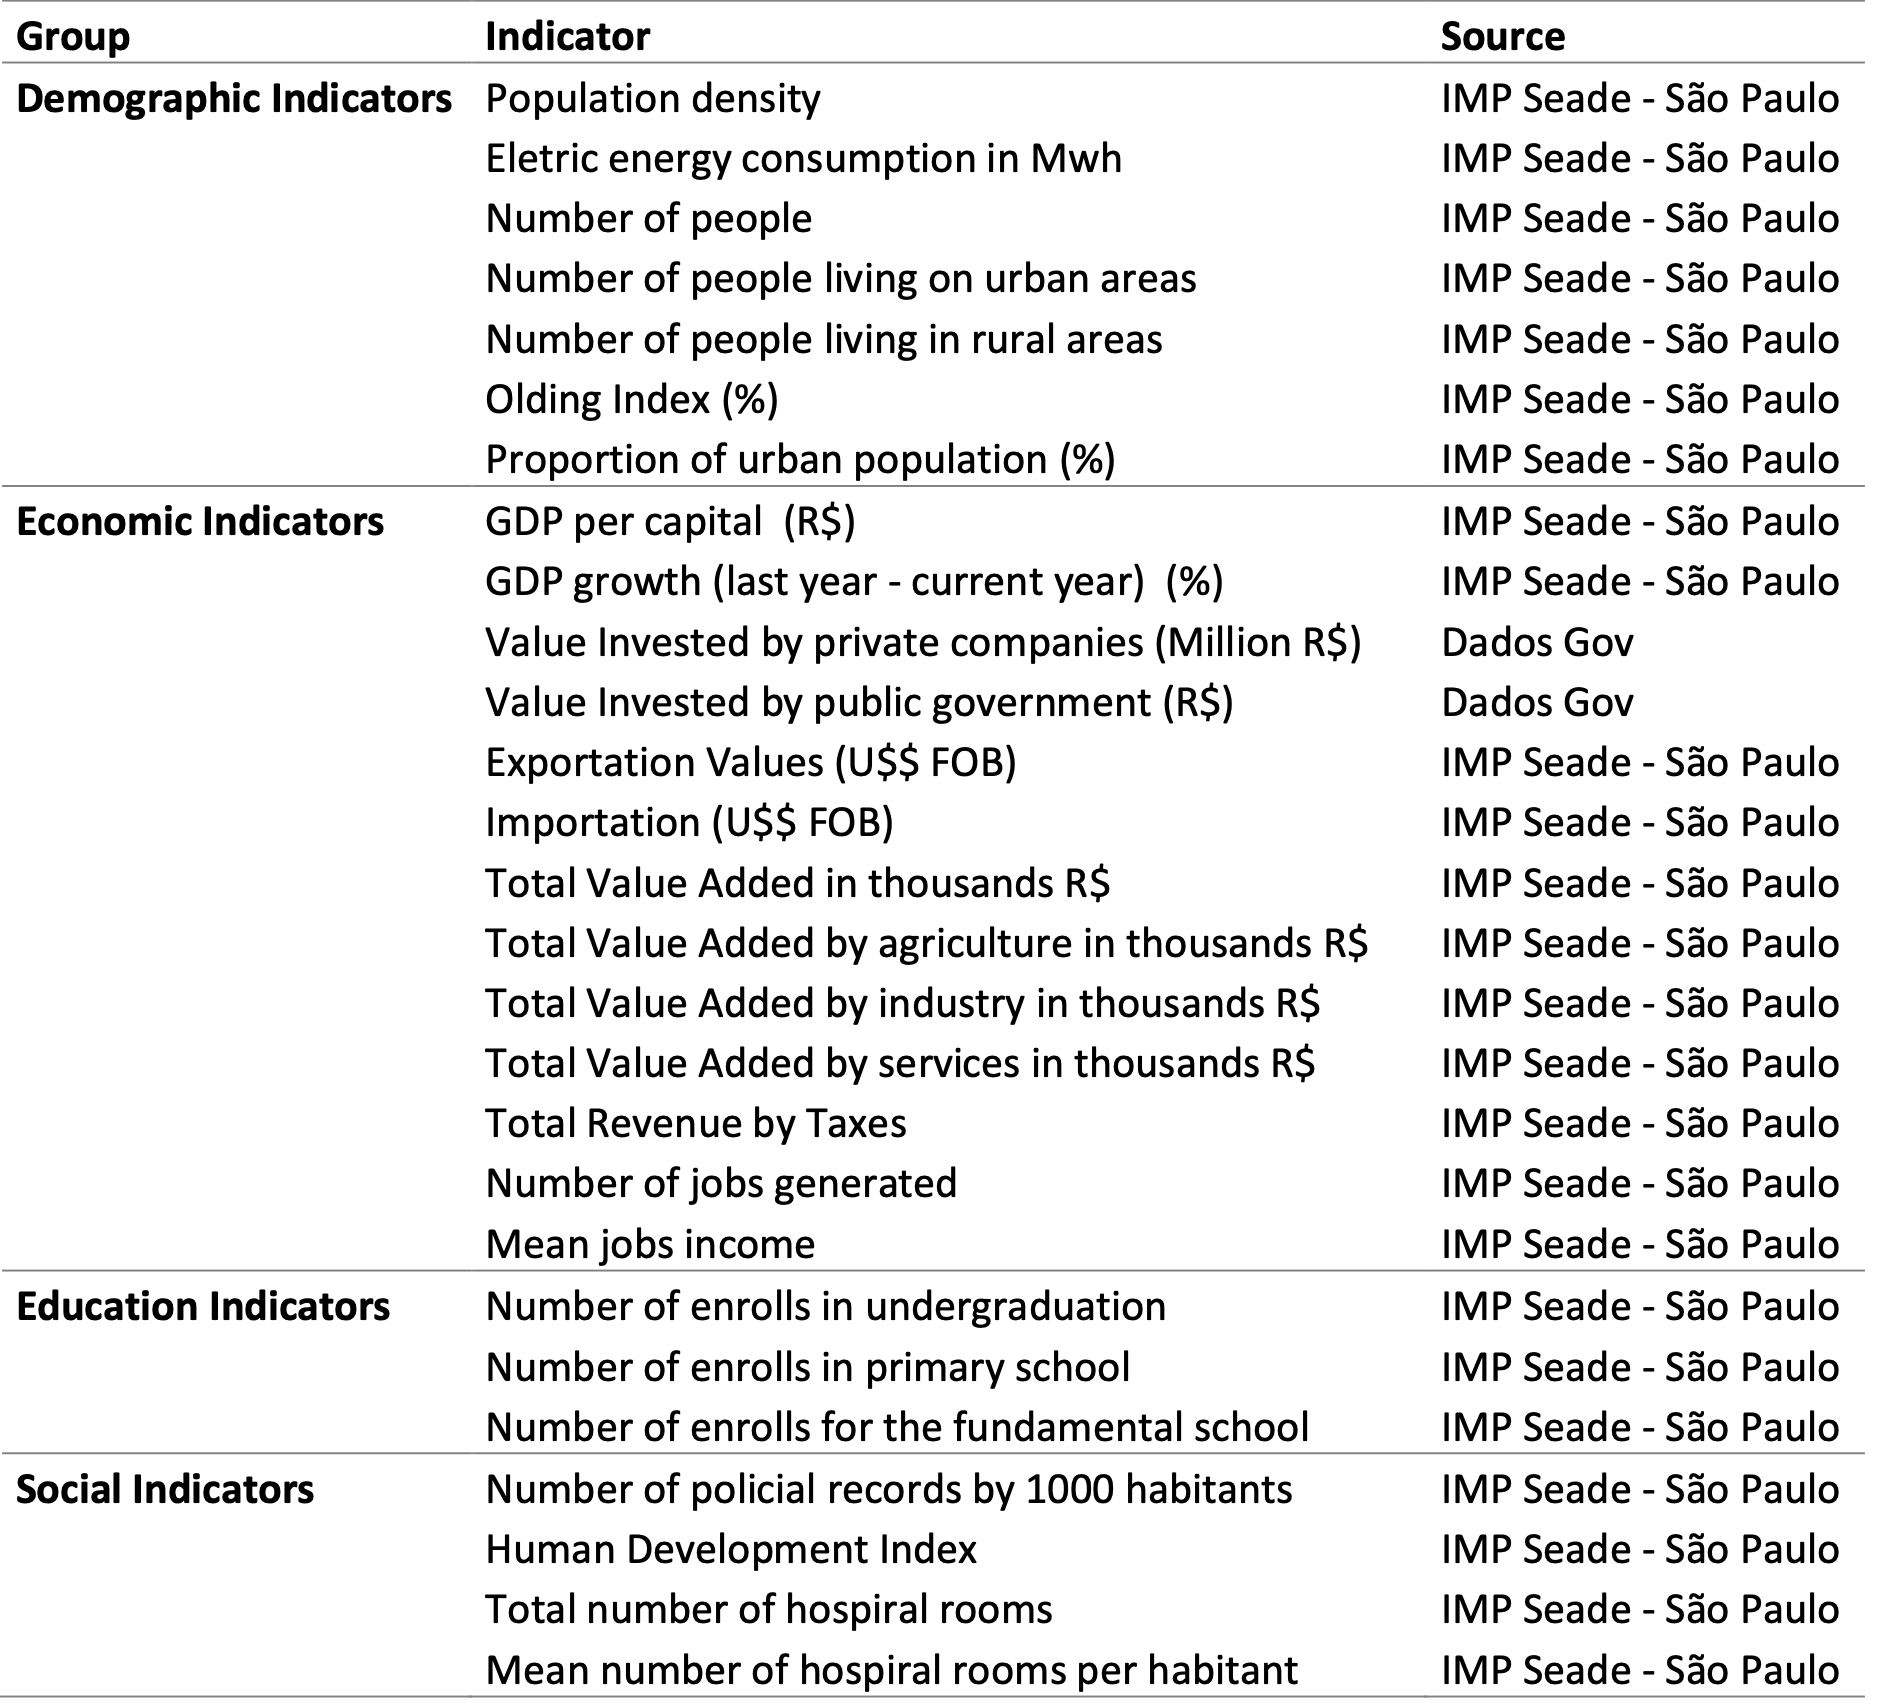 Group Indicator Source
Demographic Indicators Population density IMP Seade - São Paulo
Eletric energy consumption in Mwh IMP Seade - São Paulo
Number of people IMP Seade - São Paulo
Number of people living on urban areas IMP Seade - São Paulo
Number of people living in rural areas IMP Seade - São Paulo
Olding Index (%) IMP Seade - São Paulo
Proportion of urban population (%) IMP Seade - São Paulo
Economic Indicators GDP per capital (R$) IMP Seade - São Paulo
GDP growth (last year - current year) (%) IMP Seade - São Paulo
Value Invested by private companies (Million R$) Dados Gov
Value Invested by public government (R$) Dados Gov
Exportation Values (U$$ FOB) IMP Seade - São Paulo
Importation (U$$ FOB) IMP Seade - São Paulo
Total Value Added in thousands R$ IMP Seade - São Paulo
Total Value Added by agriculture in thousands R$ IMP Seade - São Paulo
Total Value Added by industry in thousands R$ IMP Seade - São Paulo
Total Value Added by services in thousands R$ IMP Seade - São Paulo
Total Revenue by Taxes IMP Seade - São Paulo
Number of jobs generated IMP Seade - São Paulo
Mean jobs income IMP Seade - São Paulo
Education Indicators Number of enrolls in undergraduation IMP Seade - São Paulo
Number of enrolls in primary school IMP Seade - São Paulo
Number of enrolls for the fundamental school IMP Seade - São Paulo
Social Indicators Number of policial records by 1000 habitants IMP Seade - São Paulo
Human Development Index IMP Seade - São Paulo
Total number of hospiral rooms IMP Seade - São Paulo
Mean number of hospiral rooms per habitant IMP Seade - São Paulo